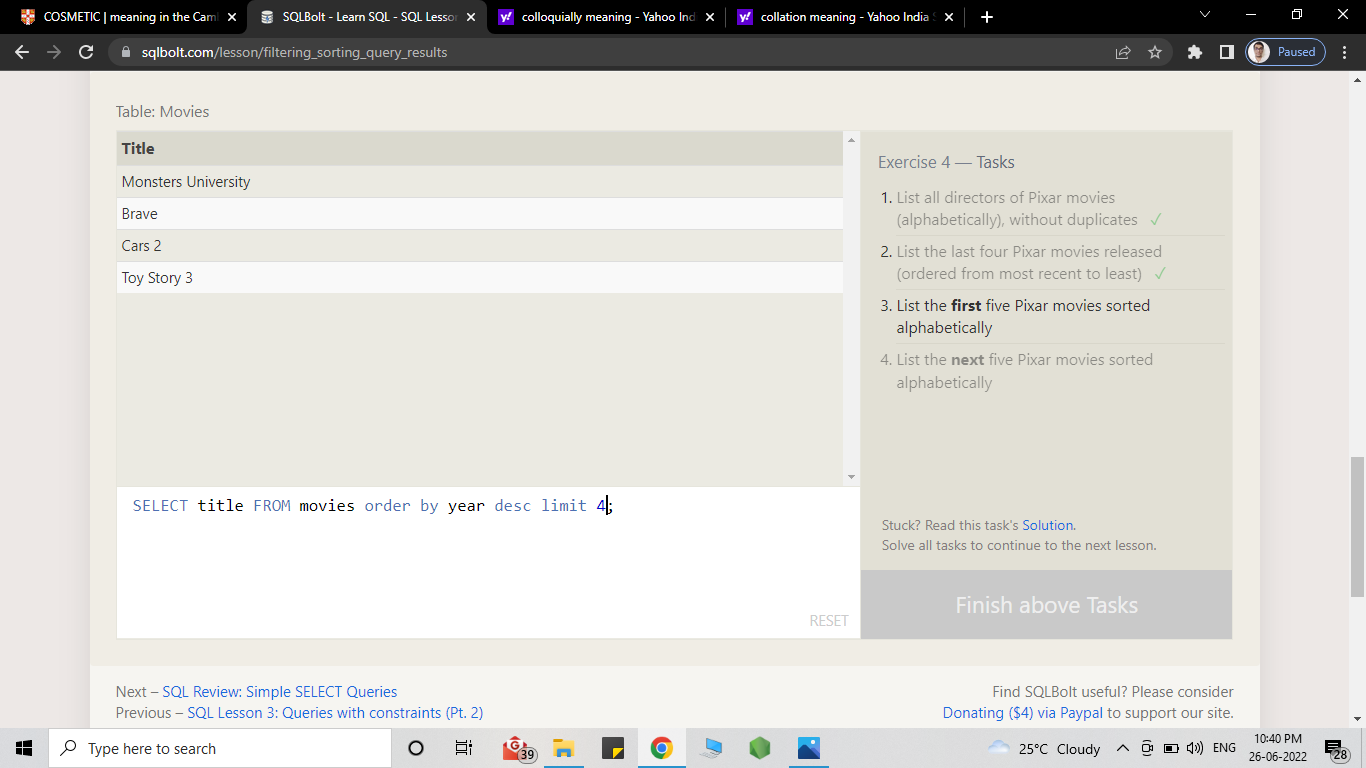 COSMETIC | meaning in the Cam
SQLBolt - Learn SQL - SQL Lesson
colloquially meaning - Yahoo Ind
collation meaning - Yahoo India S
sqlbolt.com/lesson/filtering_sorting_query_results
Paused
Table: Movies
Title
Monsters University
Brave
Cars 2
Toy Story 3
SELECT title FROM movies order by year desc limit 4;
RESET
Exercise 4 — Tasks
1. List all directors of Pixar movies
(alphabetically), without duplicates ✓
2. List the last four Pixar movies released
(ordered from most recent to least) ✓
3. List the first five Pixar movies sorted
alphabetically
4. List the next five Pixar movies sorted
alphabetically
Stuck? Read this task's Solution.
Solve all tasks to continue to the next lesson.
Finish above Tasks
Next – SQL Review: Simple SELECT Queries
Previous – SQL Lesson 3: Queries with constraints (Pt. 2)
Find SQLBolt useful? Please consider
Donating ($4) via Paypal to support our site.
Type here to search
39
25°C Cloudy
ENG
10:40 PM
26-06-2022
28